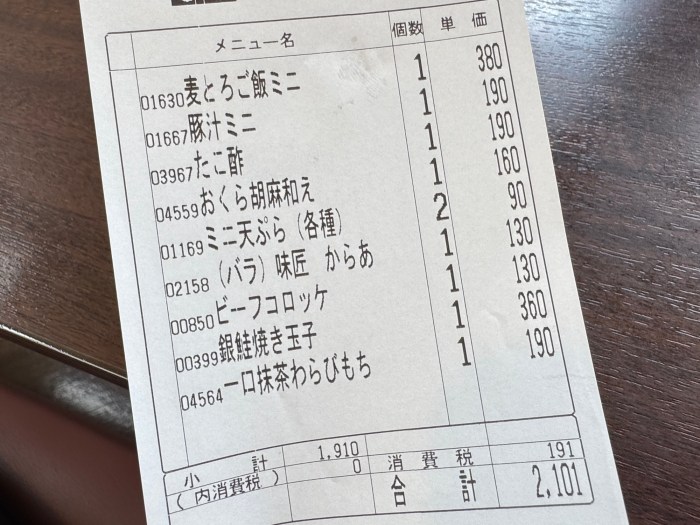 メニュー名 個数 単価
01630麦とろご飯ミニ 1 380
01667豚汁ミニ 1 190
03967たこ酢 1 190
04559おくら胡麻和え 1 160
01169ミニ天ぷら(各種) 2 90
02158(バラ)味匠 からあ 1 130
00850ビーフコロッケ 1 130
00399銀鮭焼き玉子 1 360
04564一口抹茶わらびもち 1 190
小計 1,910 消費税 191
(内消費税) 0 合計 2,101